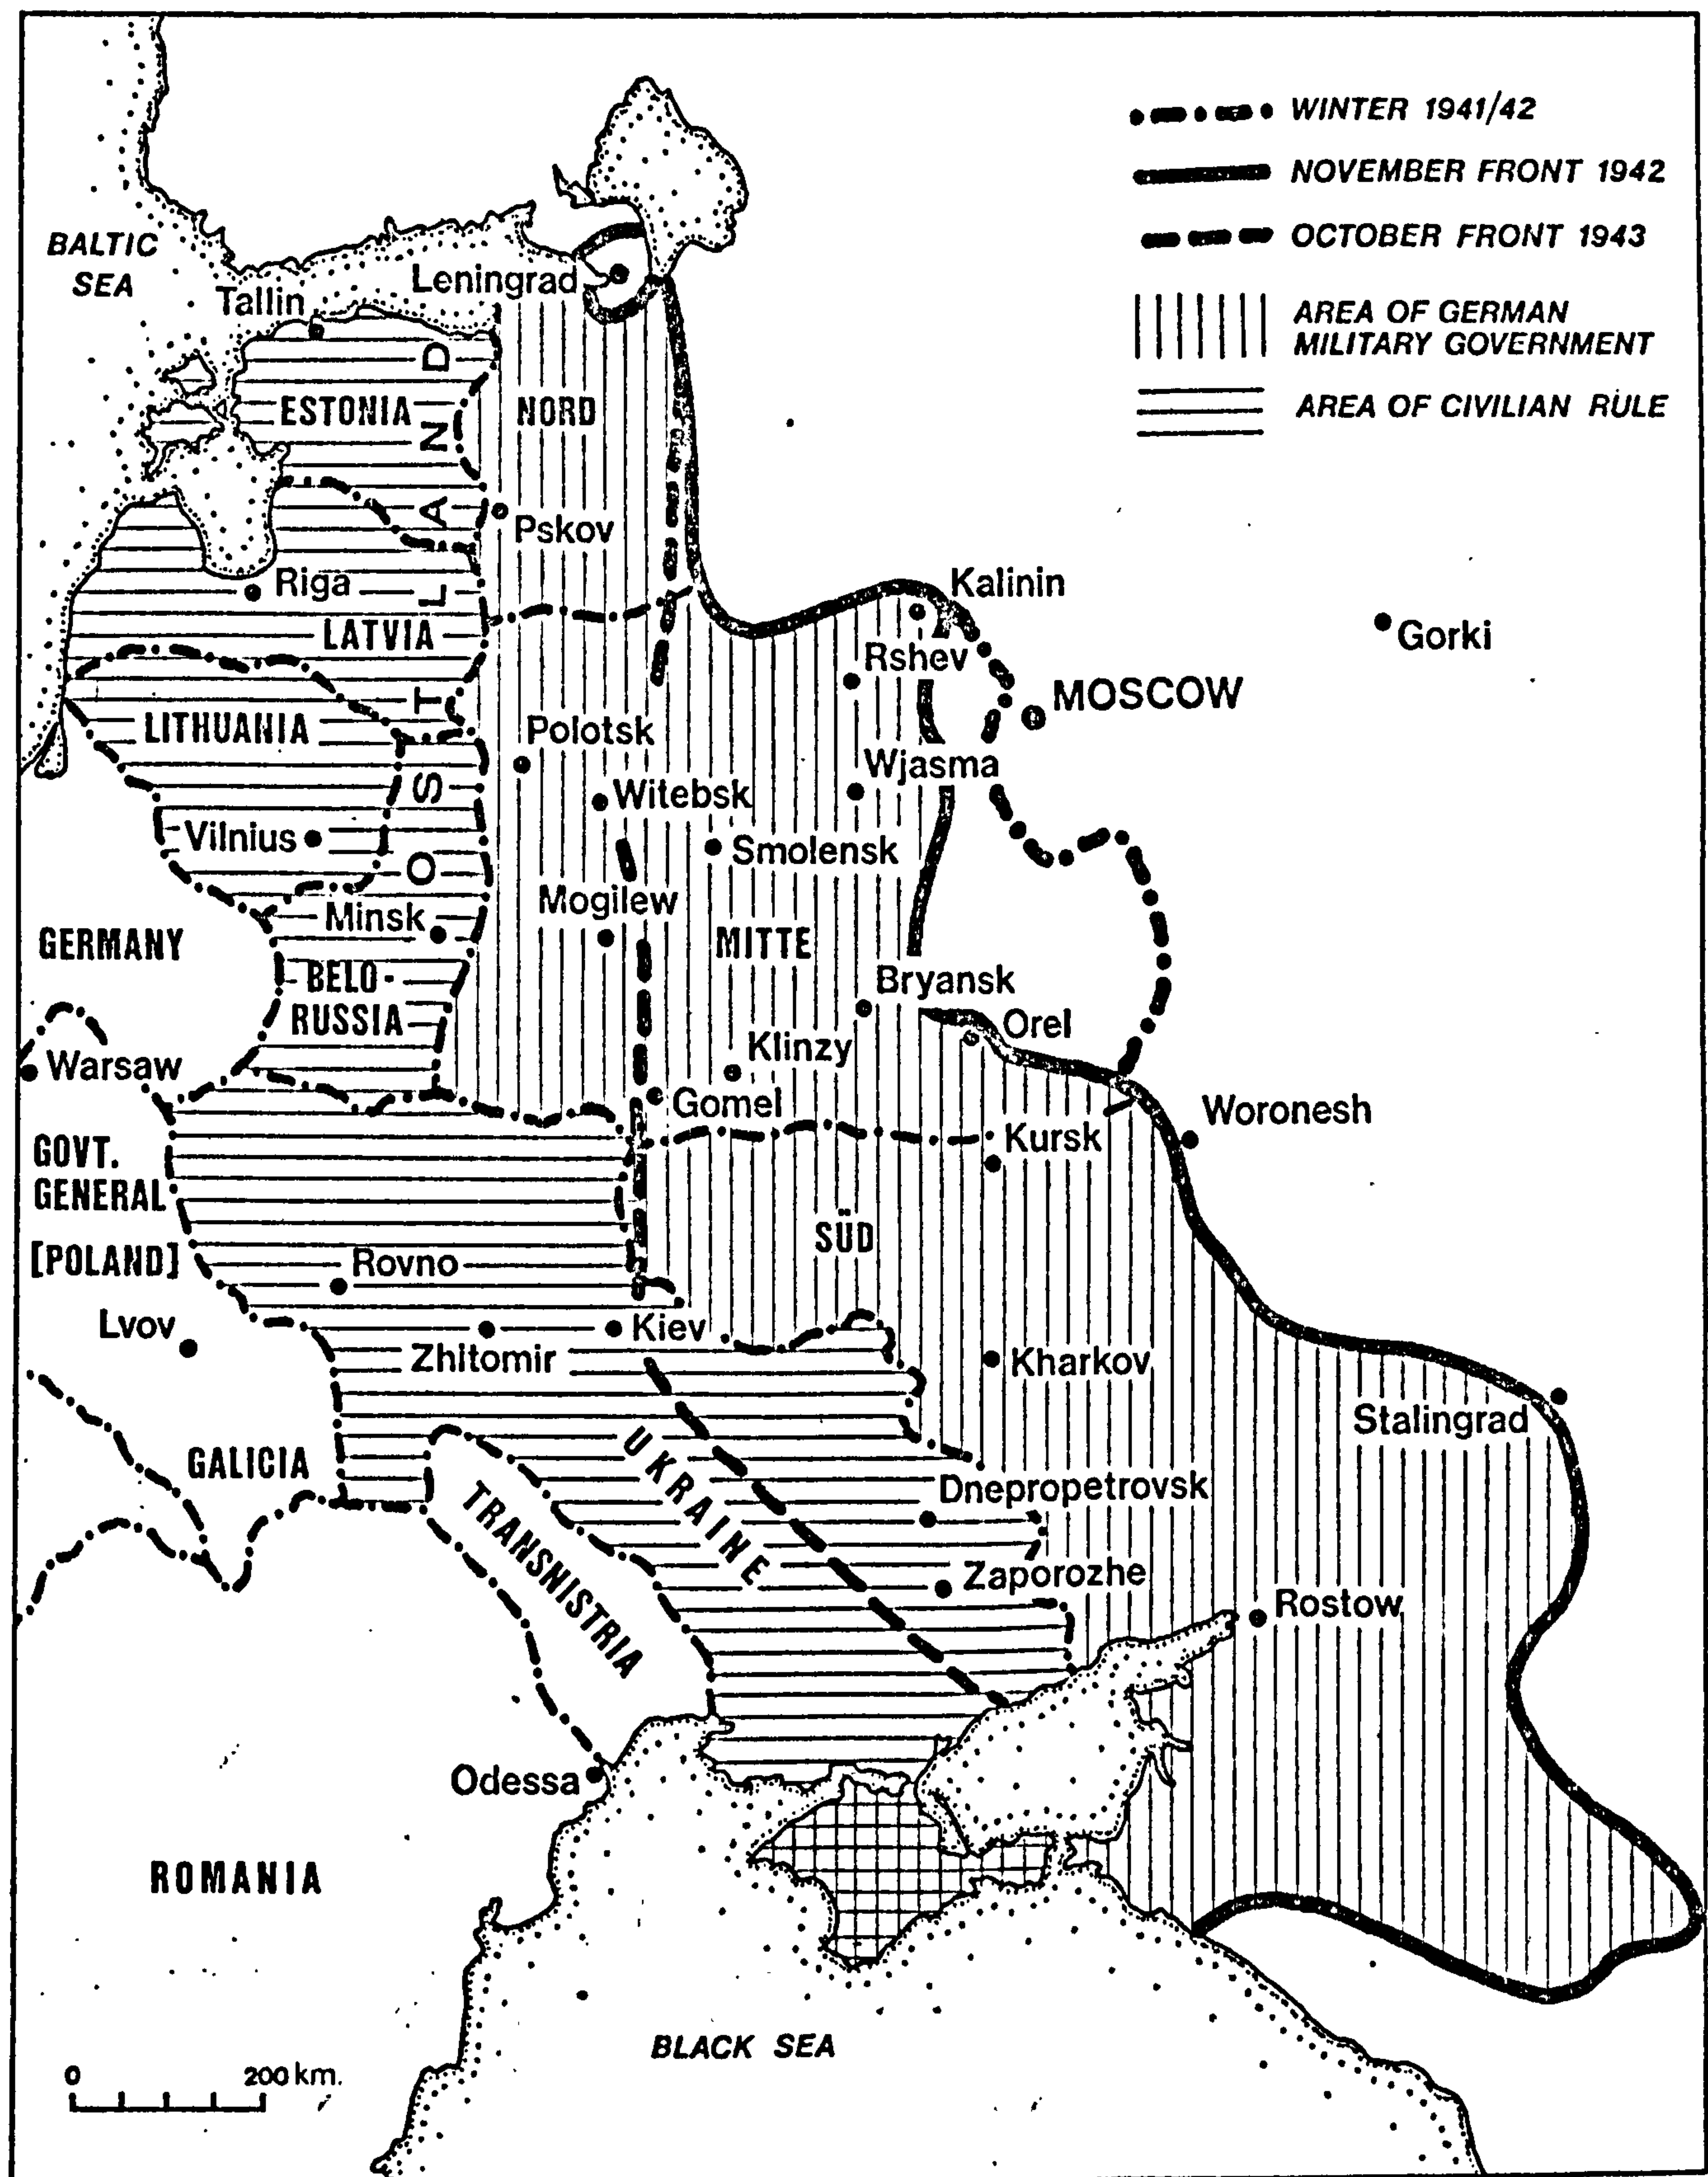 WINTER 1941/42
NOVEMBER FRONT 1942
OCTOBER FRONT 1943
AREA OF GERMAN
MILITARY GOVERNMENT
AREA OF CIVILIAN RULE
BALTIC
SEA
Leningrad
Tallin
ESTONIA
NORD
OSTLAND
Pskov
Riga
Kalinin
Gorki
LATVIA
Rshev
MOSCOW
LITHUANIA
Polotsk
Wjasma
Witebsk
Vilnius
Smolensk
Mogilew
Minsk
GERMANY
MITTE
BELO-
RUSSIA
Bryansk
Orel
Klinzy
Warsaw
Gomel
Woronesh
Kursk
GOVT.
GENERAL
[POLAND]
SÜD
Rovno
Lvov
Kiev
Zhitomir
Kharkov
Stalingrad
GALICIA
UKRAINE
TRANSNISTRIA
Dnepropetrovsk
Zaporozhe
Rostow
Odessa
ROMANIA
BLACK SEA
0 200 km.